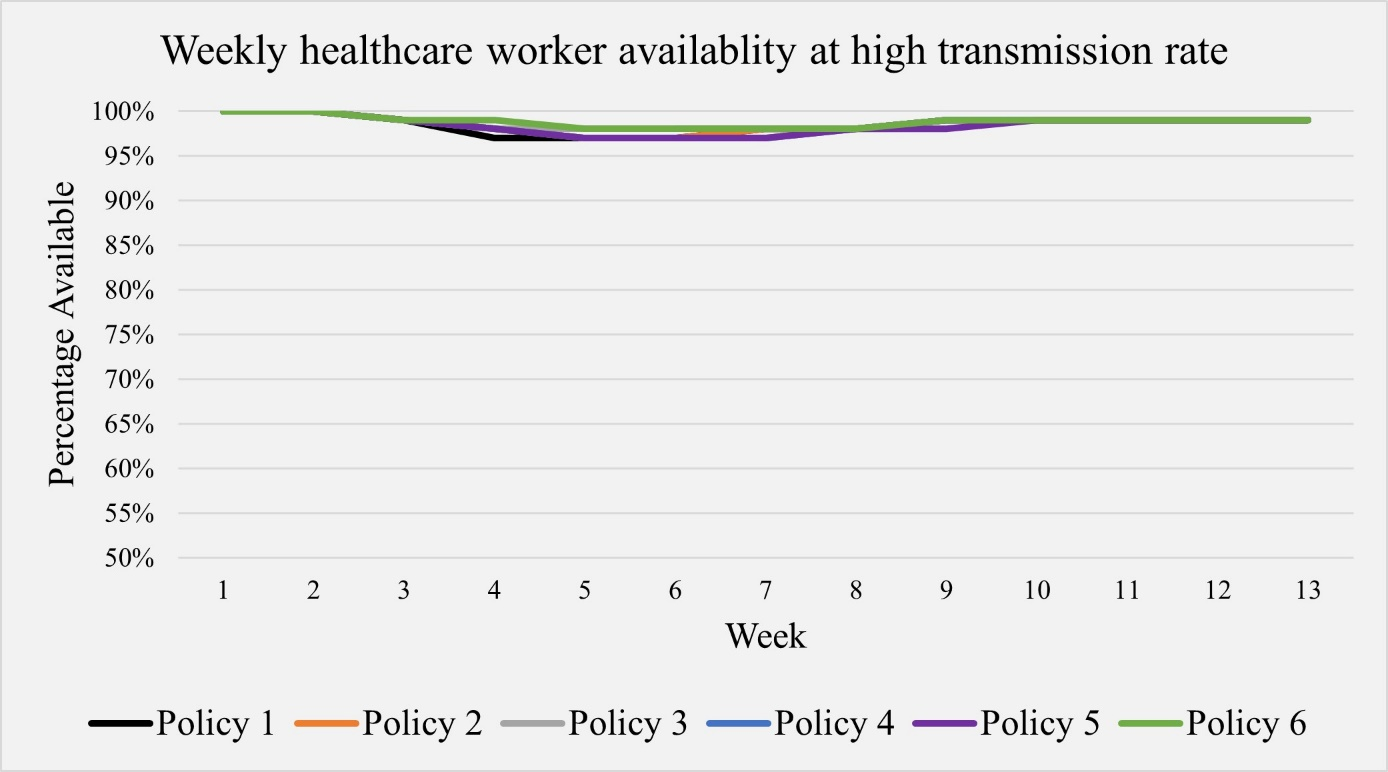 Weekly healthcare worker availablity at high transmission rate
100%
95%
90%
85%
80%
75%
70%
65%
60%
55%
50%
Percentage Available
1 2 3 4 5 6 7 8 9 10 11 12 13
Week
Policy 1 Policy 2 Policy 3 Policy 4 Policy 5 Policy 6